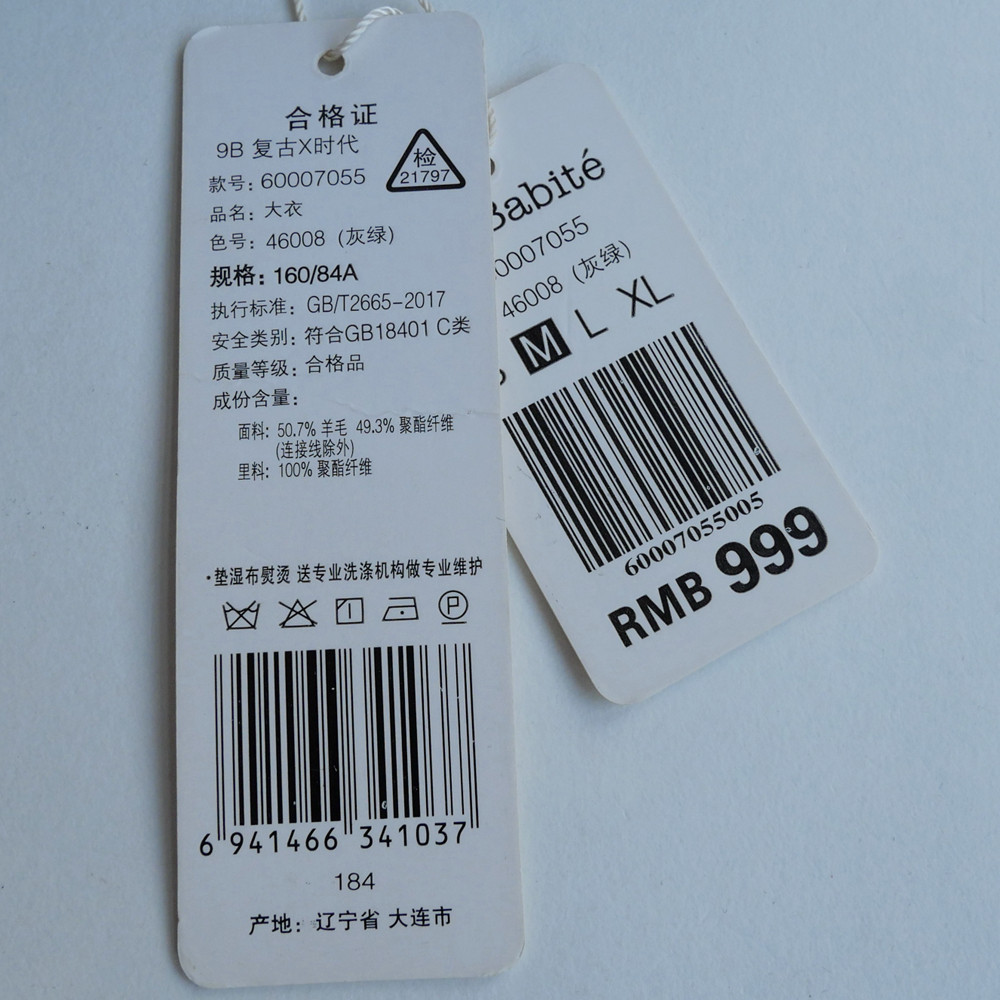 合格证
9B 复古X时代
款号: 60007055
检
21797
品名: 大衣
色号: 46008 (灰绿)
规格: 160/84A
执行标准: GB/T2665-2017
安全类别: 符合GB18401 C类
质量等级: 合格品
成份含量:
面料: 50.7% 羊毛 49.3% 聚酯纤维
(连接线除外)
里料: 100% 聚酯纤维
·垫湿布熨烫 送专业洗涤机构做专业维护
P
6 941466 341037
184
产地: 辽宁省 大连市
Babité
0007055
46008 (灰绿)
M L XL
60007055005
RMB 999